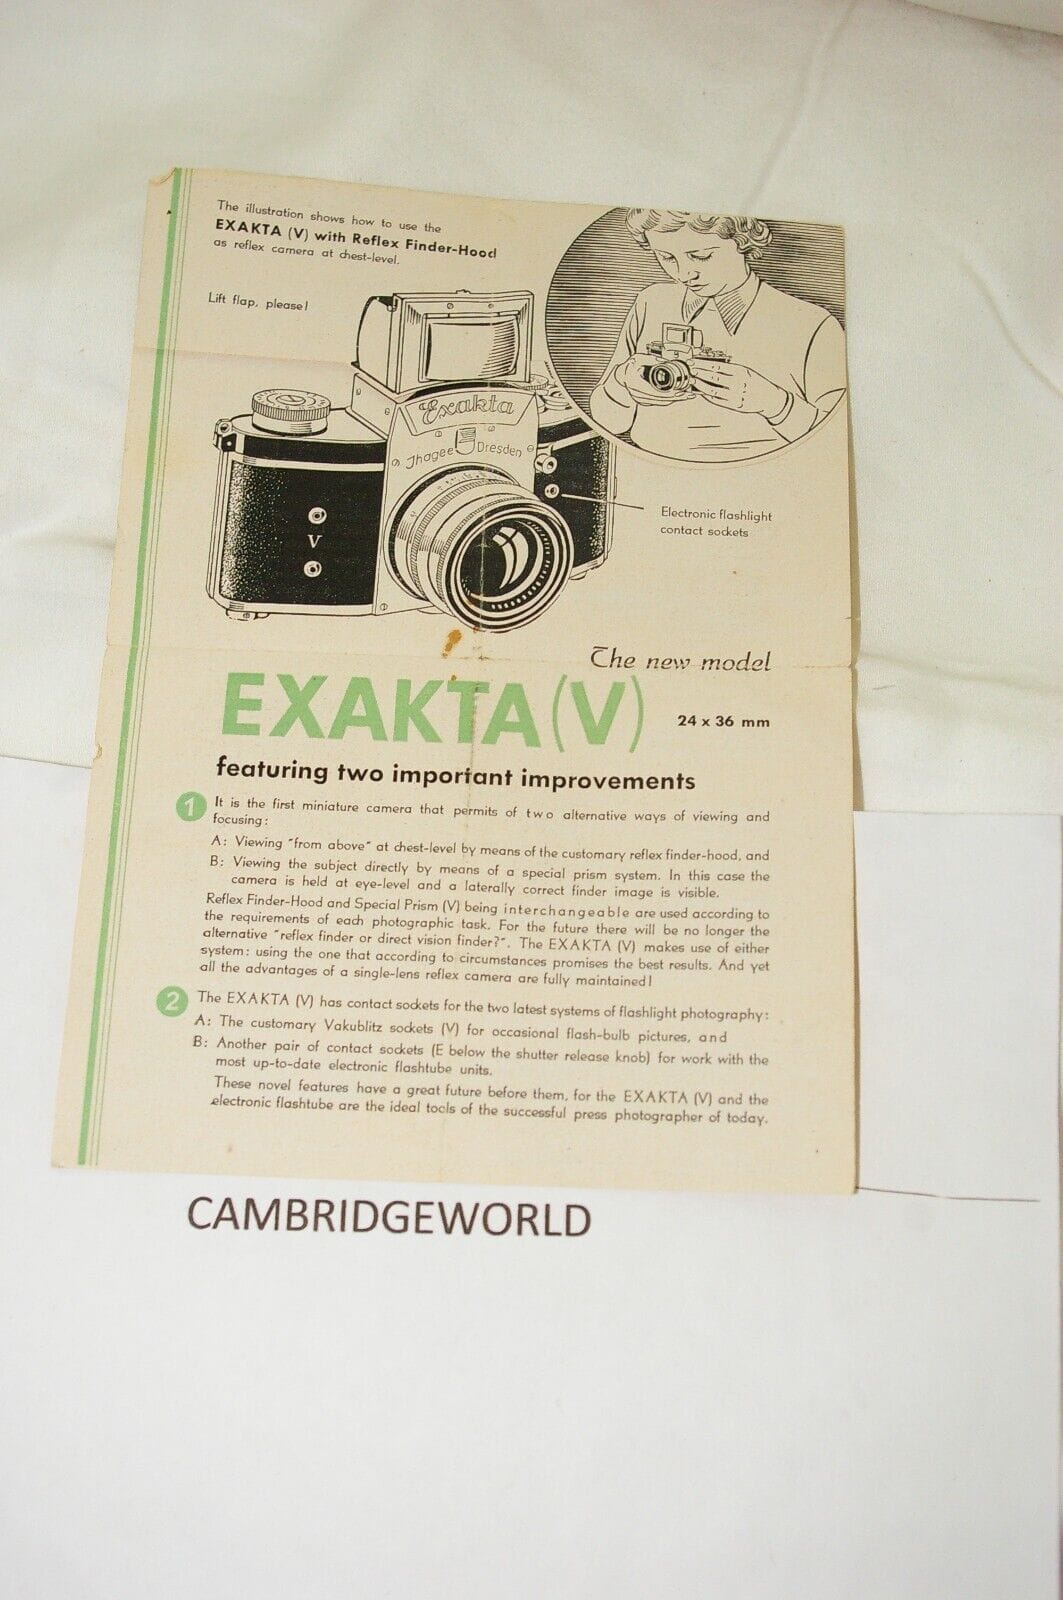 The illustration shows how to use the
EXAKTA (V) with Reflex Finder-Hood
as reflex camera at chest-level.
Lift flap, please!
Exakta
Jhagee Dresden
V
Electronic flashlight
contact sockets
The new model
EXAKTA (V) 24 x 36 mm
featuring two important improvements
1 It is the first miniature camera that permits of two alternative ways of viewing and
focusing:
A: Viewing "from above" at chest-level by means of the customary reflex finder-hood, and
B: Viewing the subject directly by means of a special prism system. In this case the
camera is held at eye-level and a laterally correct finder image is visible.
Reflex Finder-Hood and Special Prism (V) being interchangeable are used according to
the requirements of each photographic task. For the future there will be no longer the
alternative "reflex finder or direct vision finder?". The EXAKTA (V) makes use of either
system: using the one that according to circumstances promises the best results. And yet
all the advantages of a single-lens reflex camera are fully maintained!
2 The EXAKTA (V) has contact sockets for the two latest systems of flashlight photography:
A: The customary Vakublitz sockets (V) for occasional flash-bulb pictures, and
B: Another pair of contact sockets (E below the shutter release knob) for work with the
most up-to-date electronic flashtube units.
These novel features have a great future before them, for the EXAKTA (V) and the
electronic flashtube are the ideal tools of the successful press photographer of today.
CAMBRIDGEWORLD